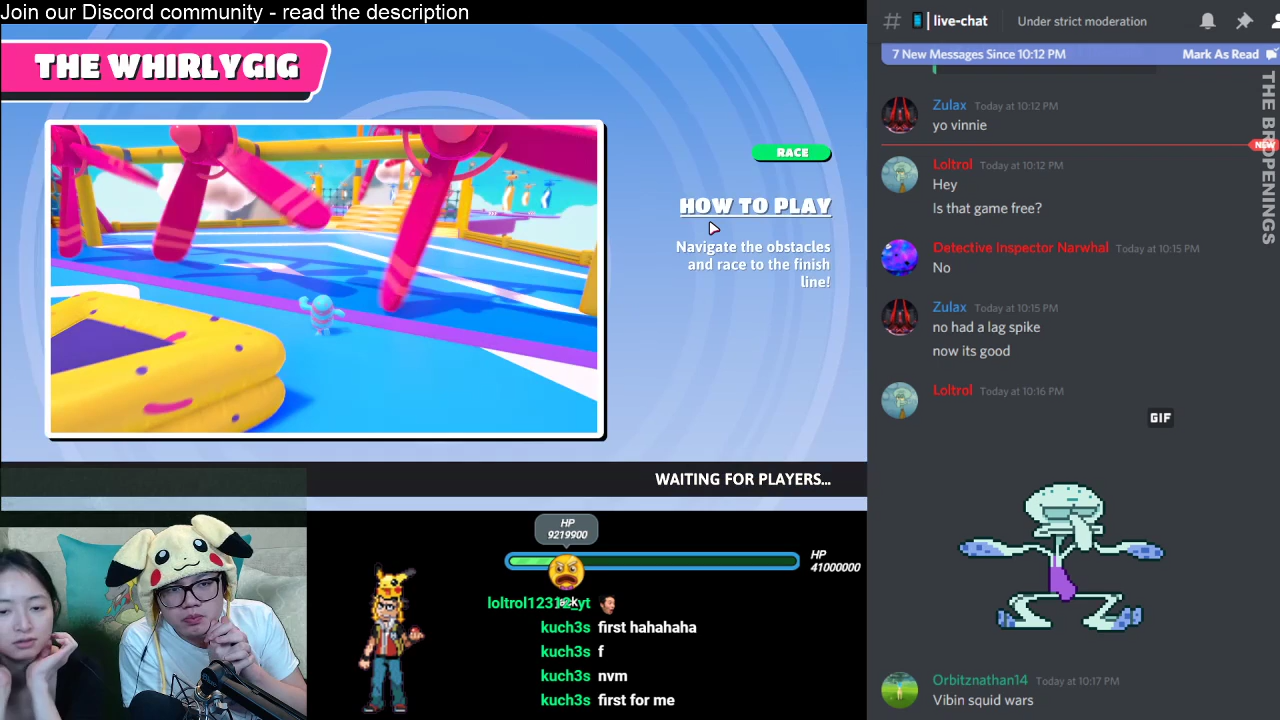 Join our Discord community - read the description
THE WHIRLYGIG
RACE
HOW TO PLAY
Navigate the obstacles
and race to the finish
line!
WAITING FOR PLAYERS...
HP
9219900
HP
41000000
loltrol12312_yt
kuch3s first hahahaha
kuch3s f
kuch3s nvm
kuch3s first for me
# | live-chat Under strict moderation
7 New Messages Since 10:12 PM Mark As Read
Zulax Today at 10:12 PM
yo vinnie
NEW
Loltrol Today at 10:12 PM
Hey
Is that game free?
Detective Inspector Narwhal Today at 10:15 PM
No
Zulax Today at 10:15 PM
no had a lag spike
now its good
Loltrol Today at 10:16 PM
GIF
Orbitznathan14 Today at 10:17 PM
Vibin squid wars
THE BROPENINGS